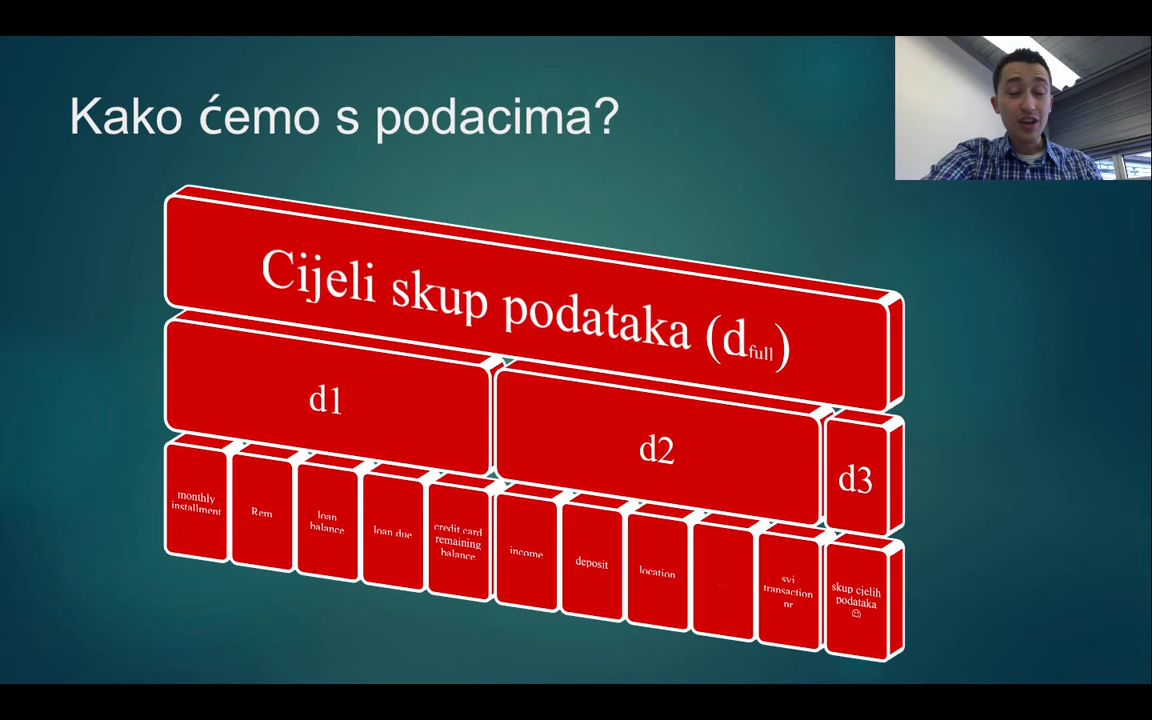 Kako ćemo s podacima?
Cijeli skup podataka (dfull)
d1
d2
d3
monthly
installment
Rem
loan
balance
loan due
credit card
remaining
balance
income
deposit
location
...
svi
transaction
nr
skup cjelih
podataka
☺